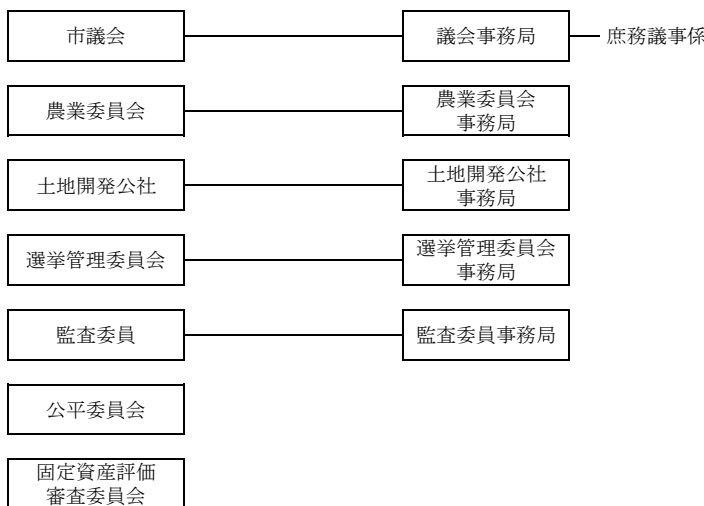 市議会
議会事務局
庶務議事係
農業委員会
農業委員会
事務局
土地開発公社
土地開発公社
事務局
選挙管理委員会
選挙管理委員会
事務局
監査委員
監査委員事務局
公平委員会
固定資産評価
審査委員会